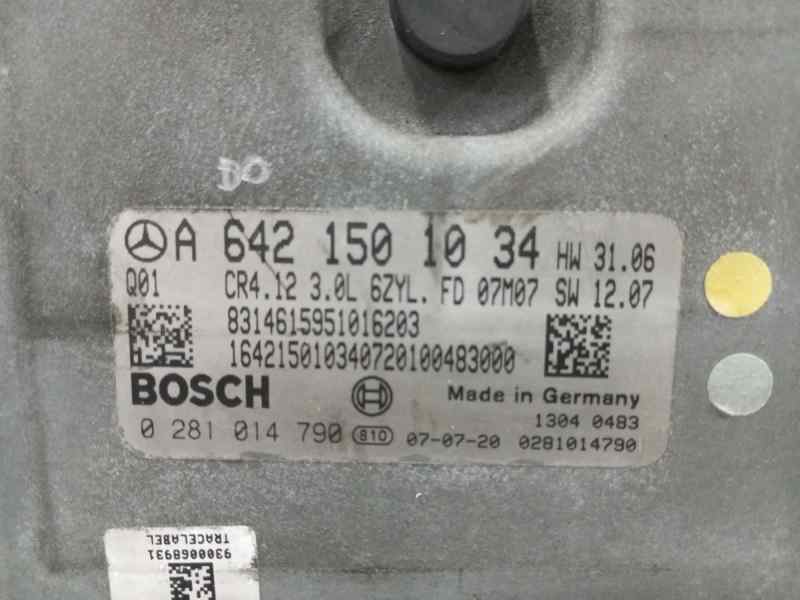 DO
A 642 150 10 34 HW 31.06
Q01 CR4.12 3.0L 6ZYL. FD 07M07 SW 12.07
8314615951016203
164215010340720100483000
BOSCH Made in Germany
1304 0483
0 281 014 790 810 07-07-20 0281014790
TRACELABEL
9300068931